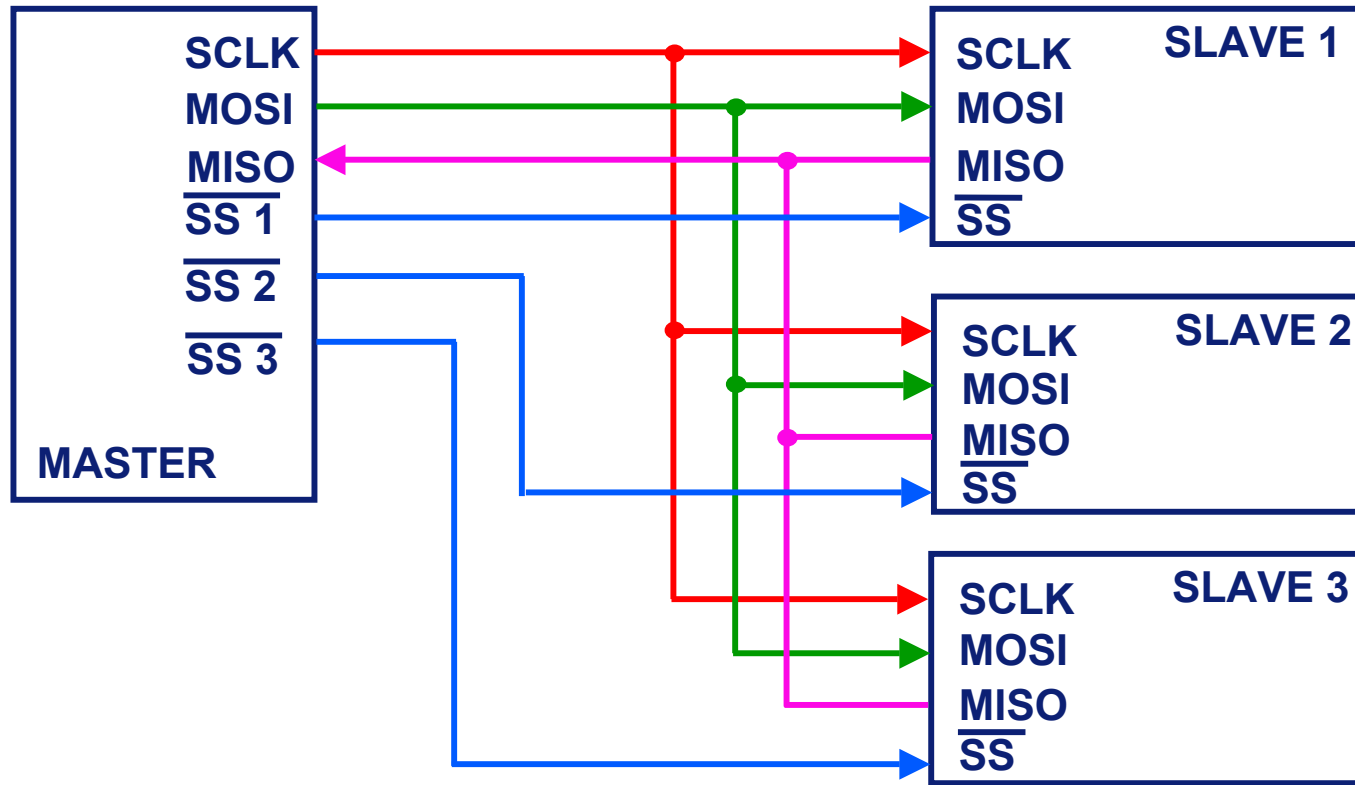 SCLK
MOSI
MISO
SS 1
SS 2
SS 3
MASTER
SLAVE 1
SCLK
MOSI
MISO
SS
SLAVE 2
SCLK
MOSI
MISO
SS
SLAVE 3
SCLK
MOSI
MISO
SS